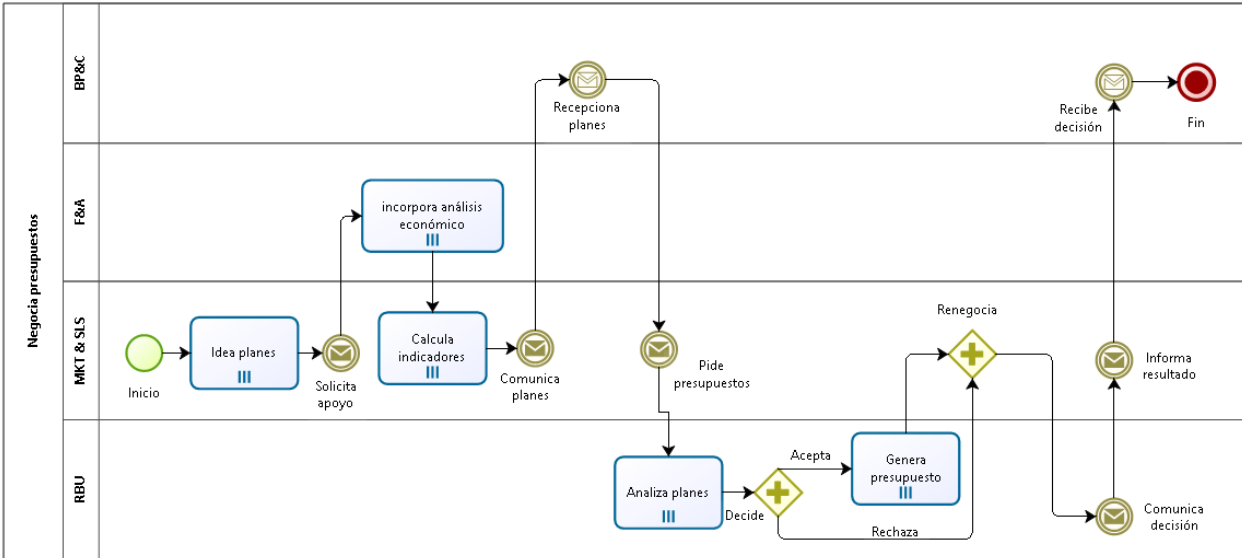 Negocia presupuestos
BP&C
Recepciona
planes
Recibe
decisión
Fin
F&A
incorpora análisis
económico
MKT & SLS
Inicio
Idea planes
Solicita
apoyo
Calcula
indicadores
Comunica
planes
Pide
presupuestos
Renegocia
Informa
resultado
RBU
Analiza planes
Decide
Acepta
Rechaza
Genera
presupuesto
Comunica
decisión